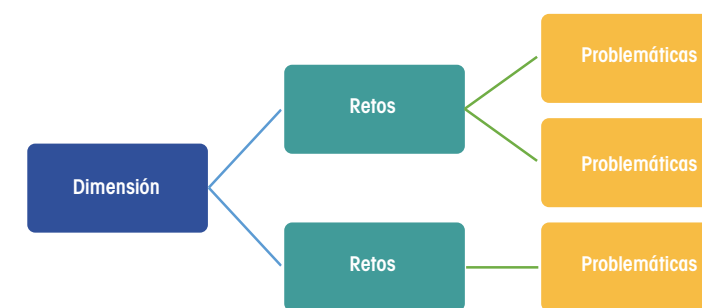 Dimensión
Retos
Problemáticas
Problemáticas
Retos
Problemáticas